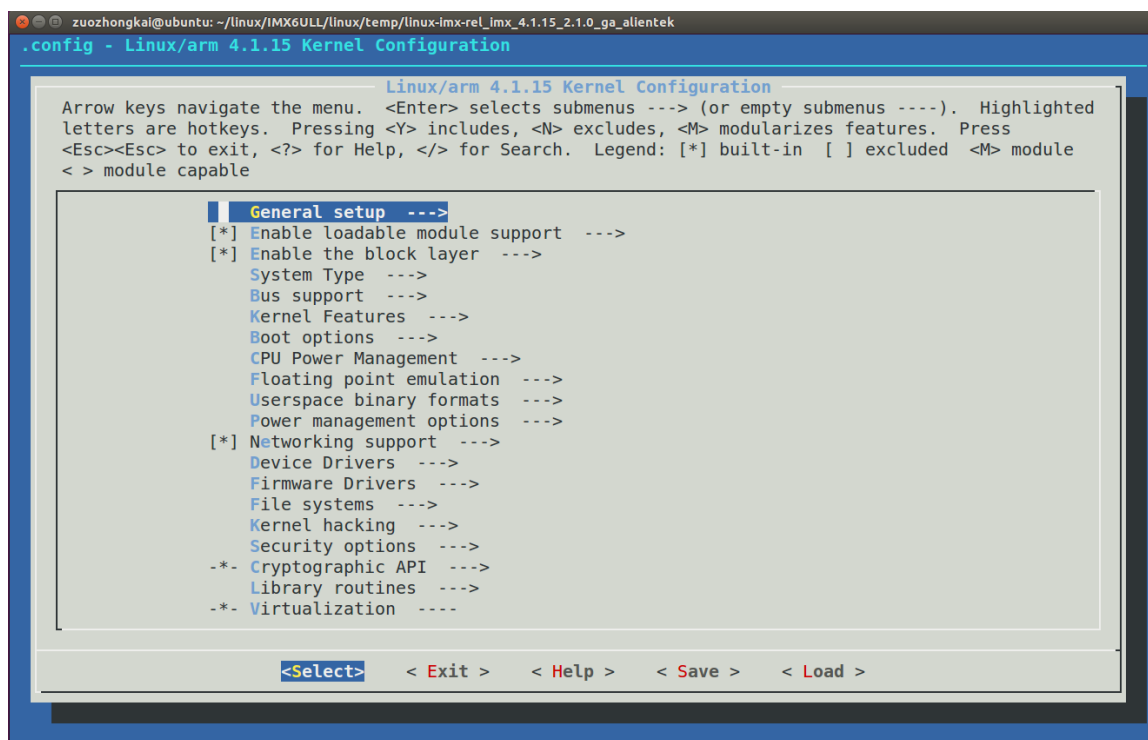 zuozhongkai@ubuntu: ~/linux/IMX6ULL/linux/temp/linux-imx-rel_imx_4.1.15_2.1.0_ga_alientek
.config - Linux/arm 4.1.15 Kernel Configuration
Linux/arm 4.1.15 Kernel Configuration
Arrow keys navigate the menu.  <Enter> selects submenus ---> (or empty submenus ----).  Highlighted
letters are hotkeys.  Pressing <Y> includes, <N> excludes, <M> modularizes features.  Press
<Esc><Esc> to exit, <?> for Help, </> for Search.  Legend: [*] built-in  [ ] excluded  <M> module
< > module capable
General setup  --->
[*] Enable loadable module support  --->
[*] Enable the block layer  --->
System Type  --->
Bus support  --->
Kernel Features  --->
Boot options  --->
CPU Power Management  --->
Floating point emulation  --->
Userspace binary formats  --->
Power management options  --->
[*] Networking support  --->
Device Drivers  --->
Firmware Drivers  --->
File systems  --->
Kernel hacking  --->
Security options  --->
-*- Cryptographic API  --->
Library routines  --->
-*- Virtualization  ----
<Select>    < Exit >    < Help >    < Save >    < Load >